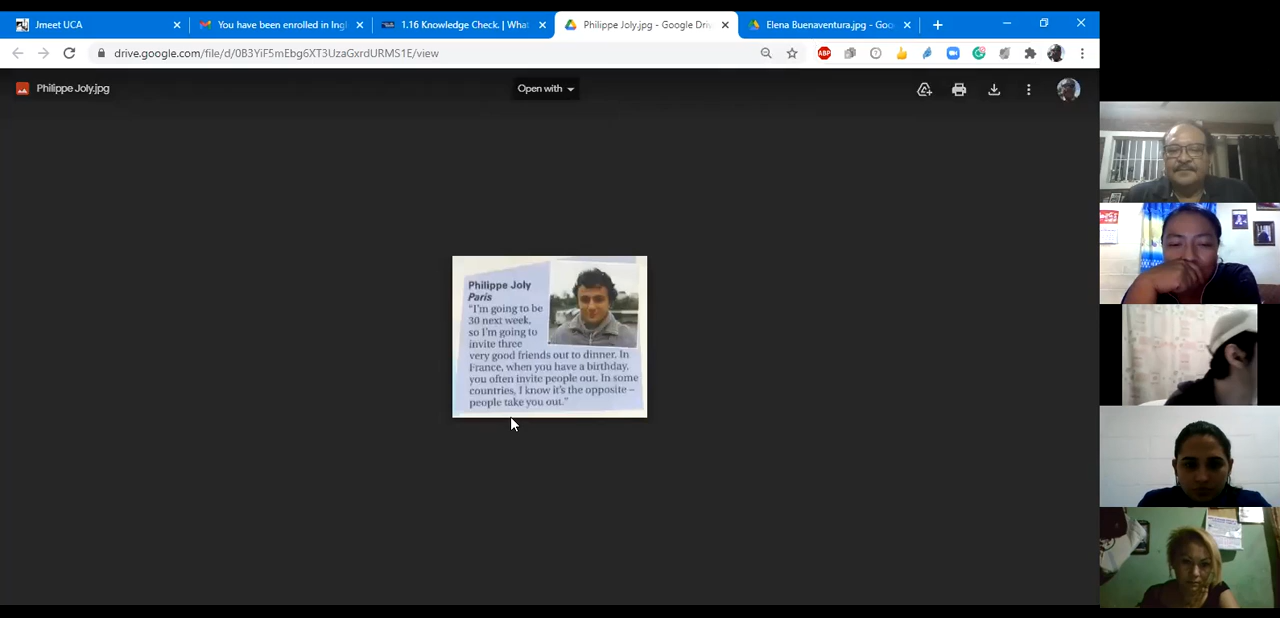 Jmeet UCA
You have been enrolled in Ingl
1.16 Knowledge Check. | What
Philippe Joly.jpg - Google Driv
Elena Buenaventura.jpg - Goo
drive.google.com/file/d/0B3YiF5mEbg6XT3UzaGxrdURMS1E/view
ABP
Philippe Joly.jpg
Open with
Philippe Joly
Paris
"I'm going to be
30 next week,
so I'm going to
invite three
very good friends out to dinner. In
France, when you have a birthday,
you often invite people out. In some
countries, I know it's the opposite –
people take you out."